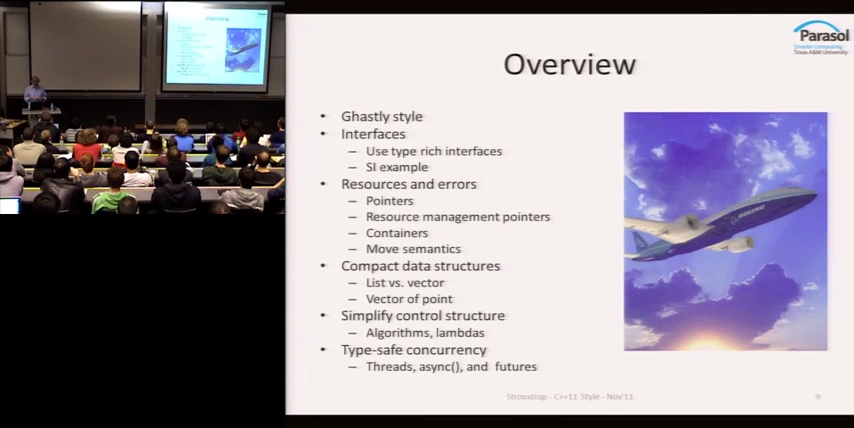 Parasol
Smarter computing.
Texas A&M University
Overview
• Ghastly style
• Interfaces
– Use type rich interfaces
– SI example
• Resources and errors
– Pointers
– Resource management pointers
– Containers
– Move semantics
• Compact data structures
– List vs. vector
– Vector of point
• Simplify control structure
– Algorithms, lambdas
• Type-safe concurrency
– Threads, async(), and futures
BOEING
Stroustrup - C++11 Style - Nov'11
9